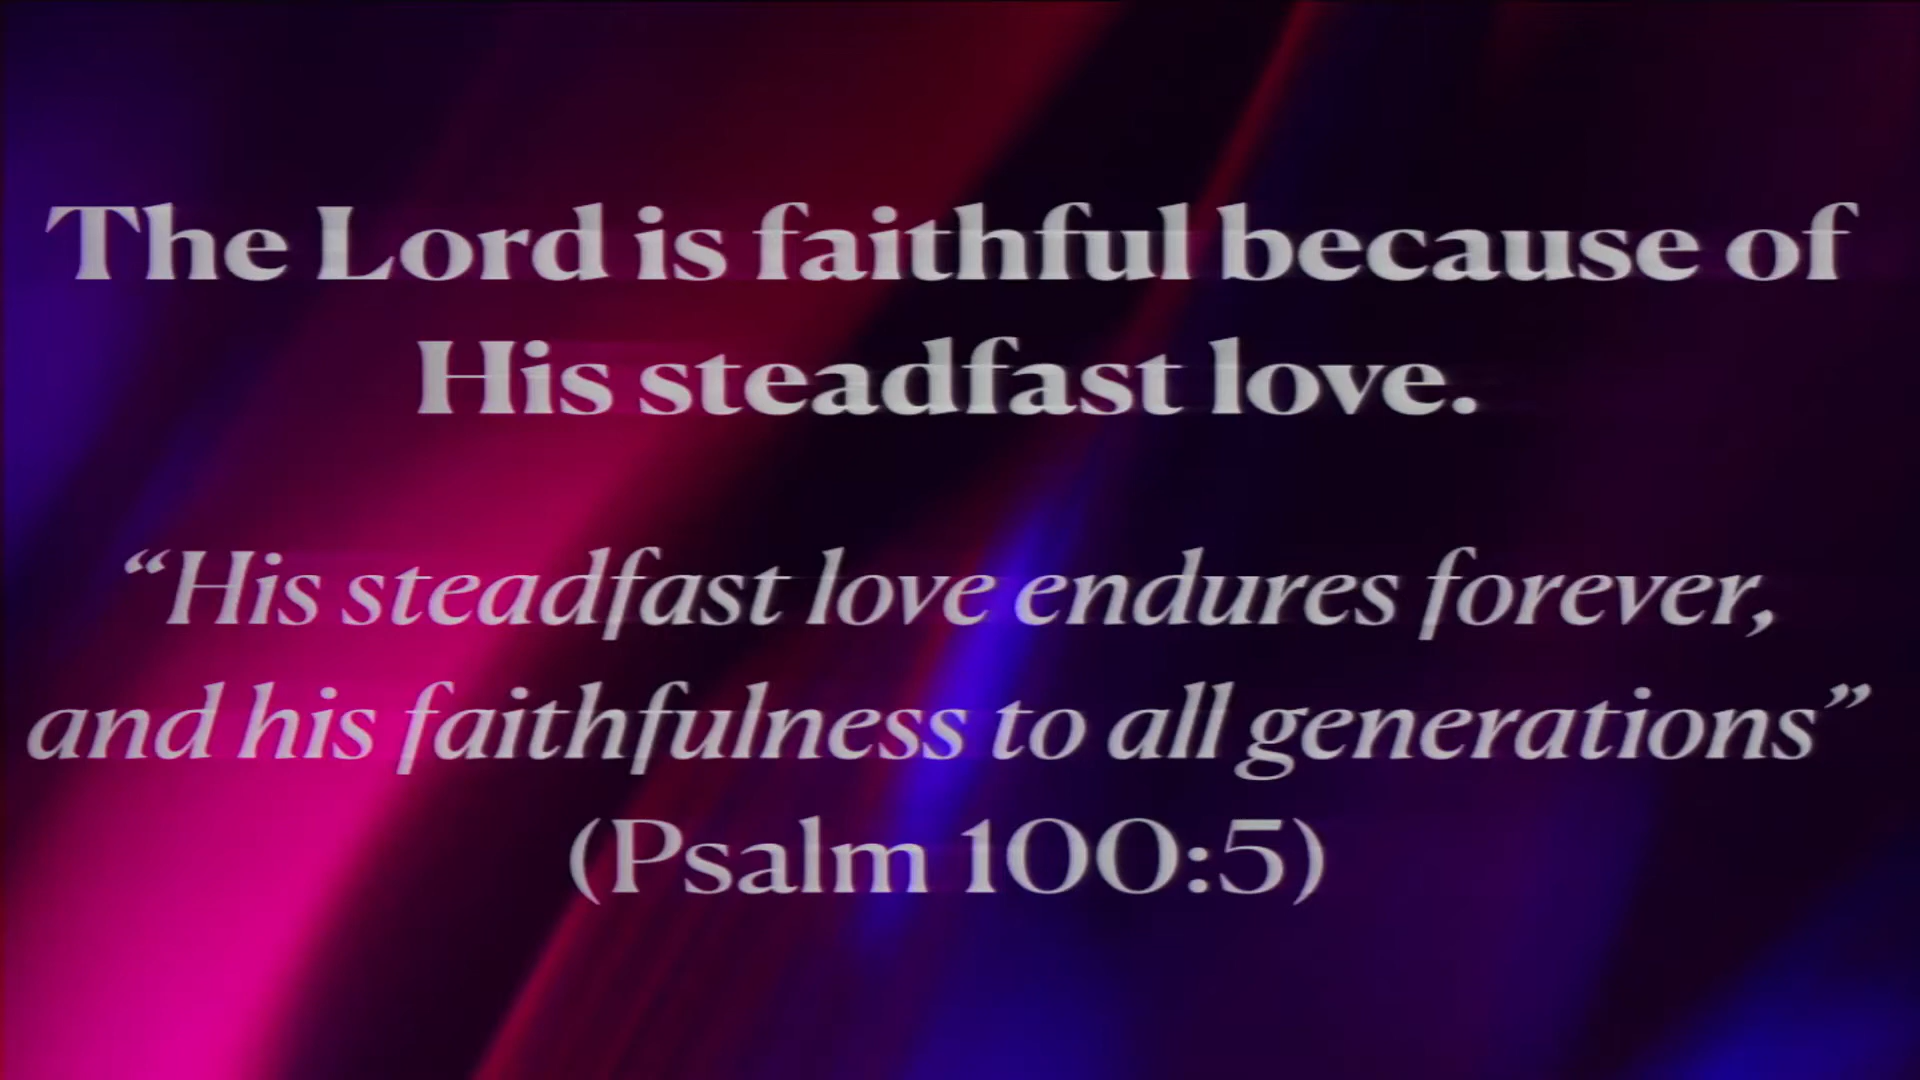 The Lord is faithful because of
His steadfast love.
“His steadfast love endures forever,
and his faithfulness to all generations”
(Psalm 100:5)